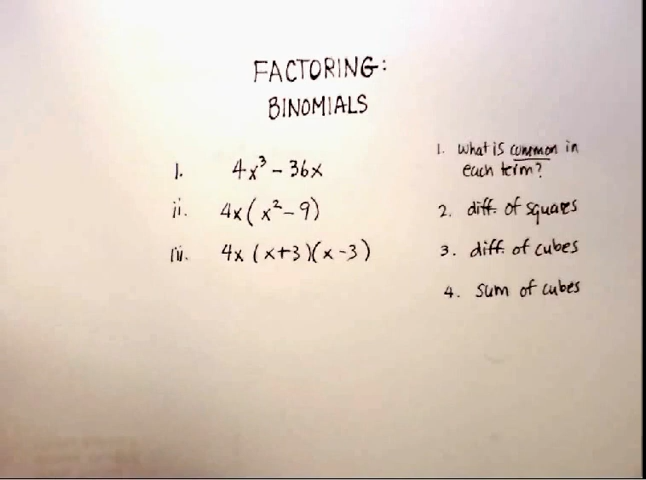 FACTORING:
BINOMIALS
i. 4x³ - 36x
ii. 4x(x²-9)
iii. 4x (x+3)(x-3)
1. What is common in
each term?
2. diff. of squares
3. diff. of cubes
4. sum of cubes